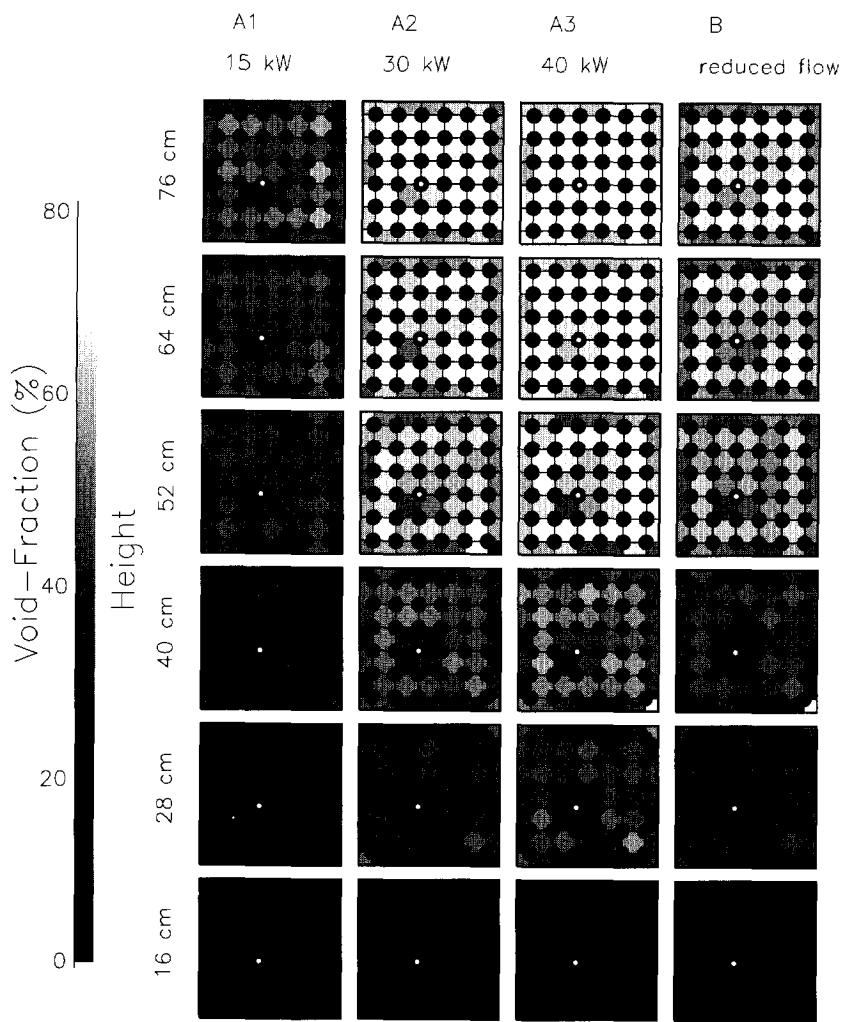 A1 A2 A3 B
15 kW 30 kW 40 kW reduced flow
76 cm
64 cm
52 cm
40 cm
28 cm
16 cm
Height
Void-Fraction (%)
80
60
40
20
0